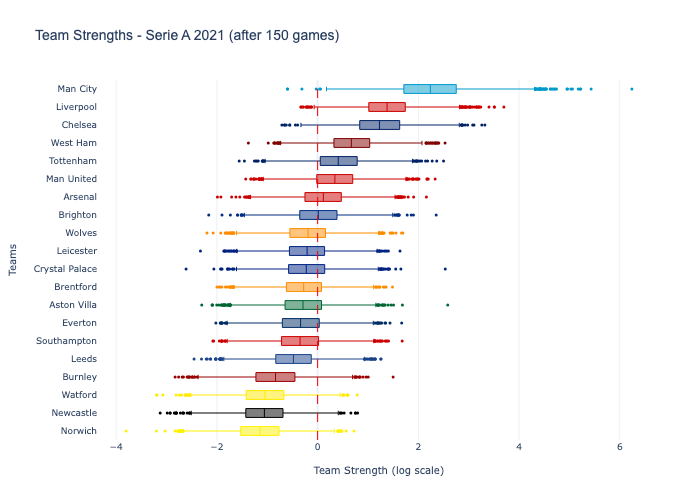 Team Strengths - Serie A 2021 (after 150 games)
Man City
Liverpool
Chelsea
West Ham
Tottenham
Man United
Arsenal
Brighton
Wolves
Leicester
Crystal Palace
Brentford
Aston Villa
Everton
Southampton
Leeds
Burnley
Watford
Newcastle
Norwich
Teams
−4 −2 0 2 4 6
Team Strength (log scale)